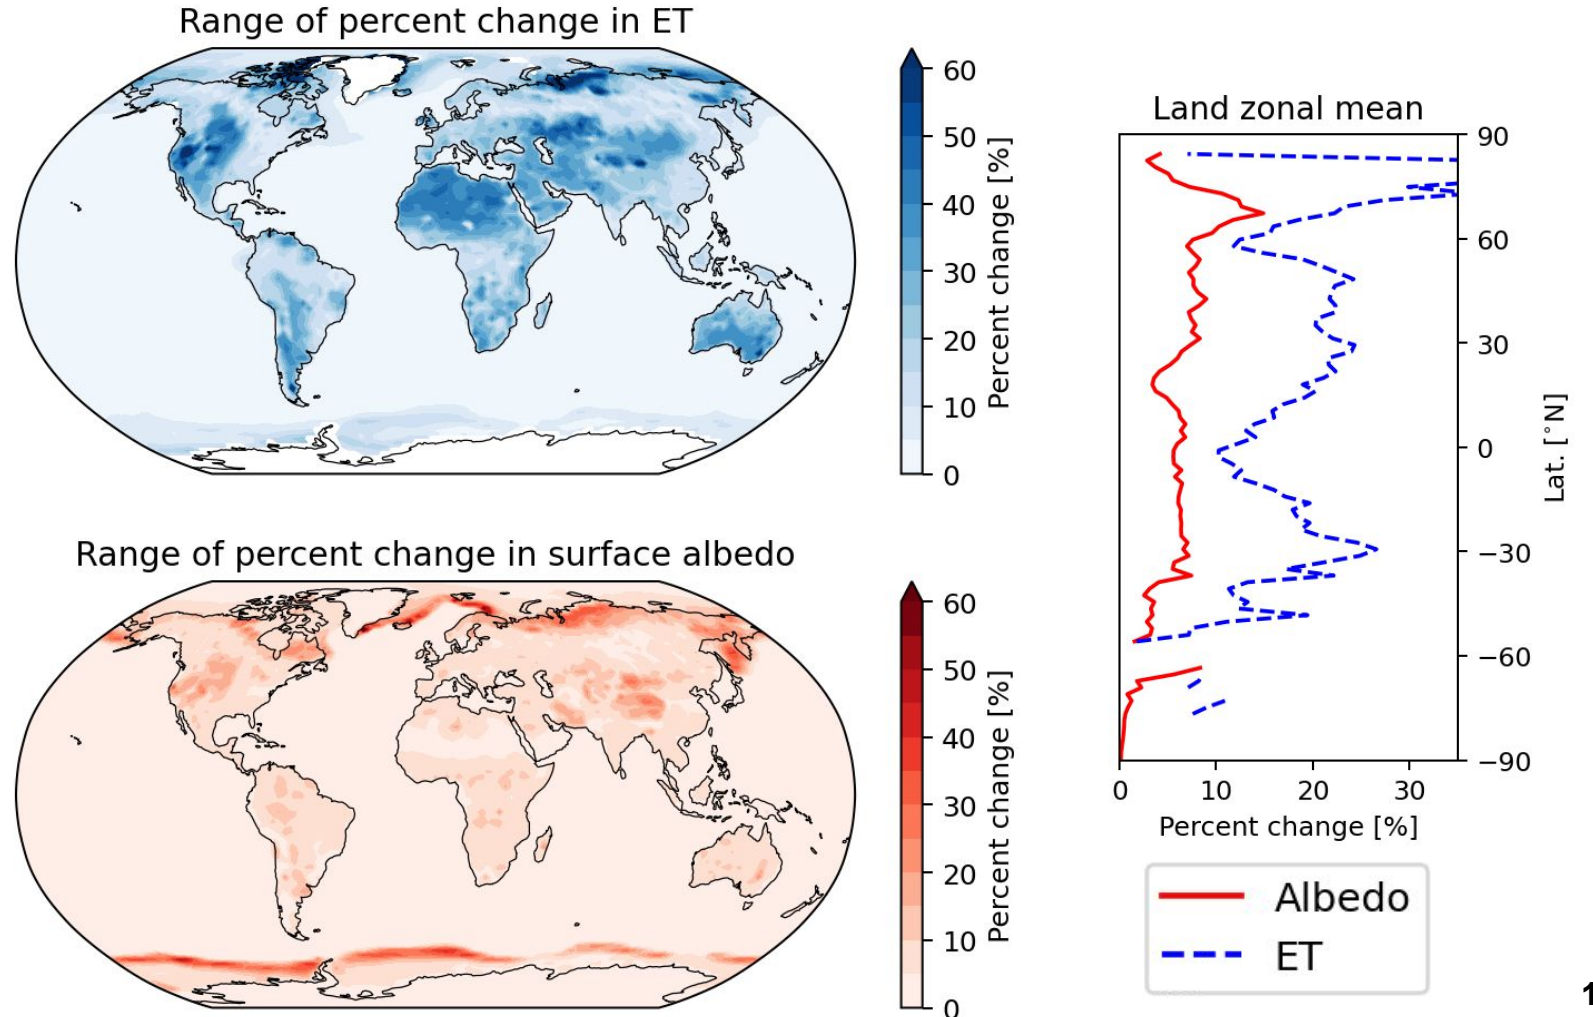 Range of percent change in ET
60
50
40
30
20
10
0
Percent change [%]
Land zonal mean
90
60
30
0
−30
−60
−90
Lat. [°N]
0 10 20 30
Percent change [%]
Albedo
ET
Range of percent change in surface albedo
60
50
40
30
20
10
0
Percent change [%]
1